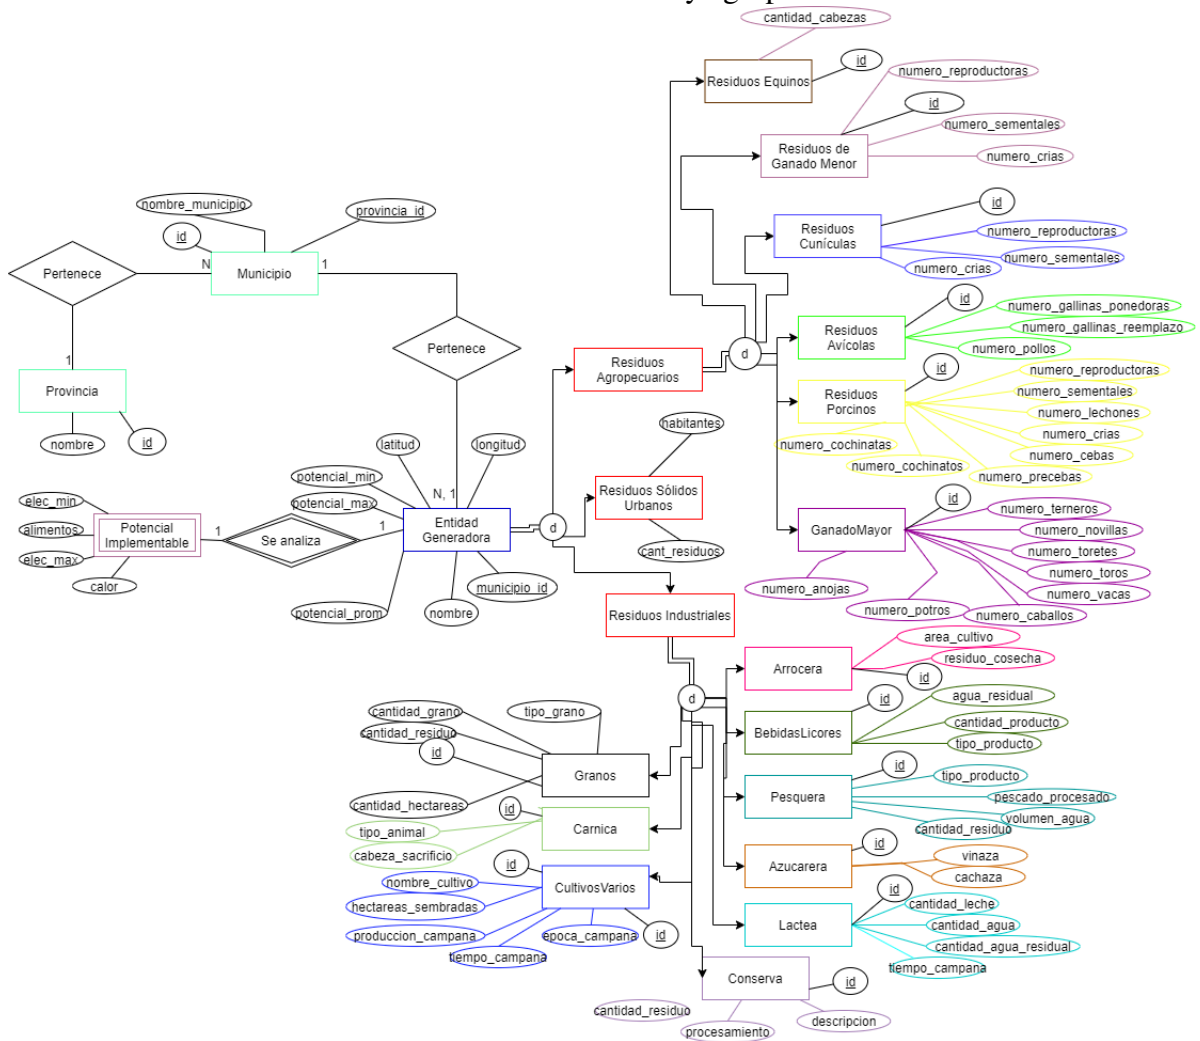 cantidad_cabezas
Residuos Equinos
id
numero_reproductoras
id
numero_sementales
Residuos de
Ganado Menor
numero_crias
nombre_municipio
provincia_id
id
id
Residuos
Cunículas
numero_reproductoras
numero_sementales
numero_crias
Pertenece
N
Municipio
1
id
numero_gallinas_ponedoras
numero_gallinas_reemplazo
numero_pollos
Residuos
Avícolas
Pertenece
d
1
Provincia
Residuos
Agropecuarios
id
numero_reproductoras
numero_sementales
numero_lechones
numero_crias
numero_cebas
numero_precebas
Residuos
Porcinos
numero_cochinatas
numero_cochinatos
nombre
id
latitud
longitud
habitantes
potencial_min
potencial_max
N, 1
Residuos Sólidos
Urbanos
id
numero_terneros
numero_novillas
numero_toretes
numero_toros
numero_vacas
numero_caballos
GanadoMayor
numero_anojas
numero_potros
elec_min
alimentos
elec_max
calor
Potencial
Implementable
1
Se analiza
1
Entidad
Generadora
d
cant_residuos
potencial_prom
nombre
municipio_id
Residuos Industriales
area_cultivo
residuo_cosecha
id
Arrocera
d
cantidad_grano
tipo_grano
cantidad_residuo
id
Granos
cantidad_hectareas
id
agua_residual
cantidad_producto
tipo_producto
BebidasLicores
id
tipo_producto
pescado_procesado
volumen_agua
cantidad_residuo
Pesquera
id
tipo_animal
cabeza_sacrificio
Carnica
id
vinaza
cachaza
Azucarera
id
nombre_cultivo
hectareas_sembradas
produccion_campana
tiempo_campana
epoca_campana
id
CultivosVarios
id
cantidad_leche
cantidad_agua
cantidad_agua_residual
tiempo_campana
Lactea
Conserva
id
cantidad_residuo
procesamiento
descripcion